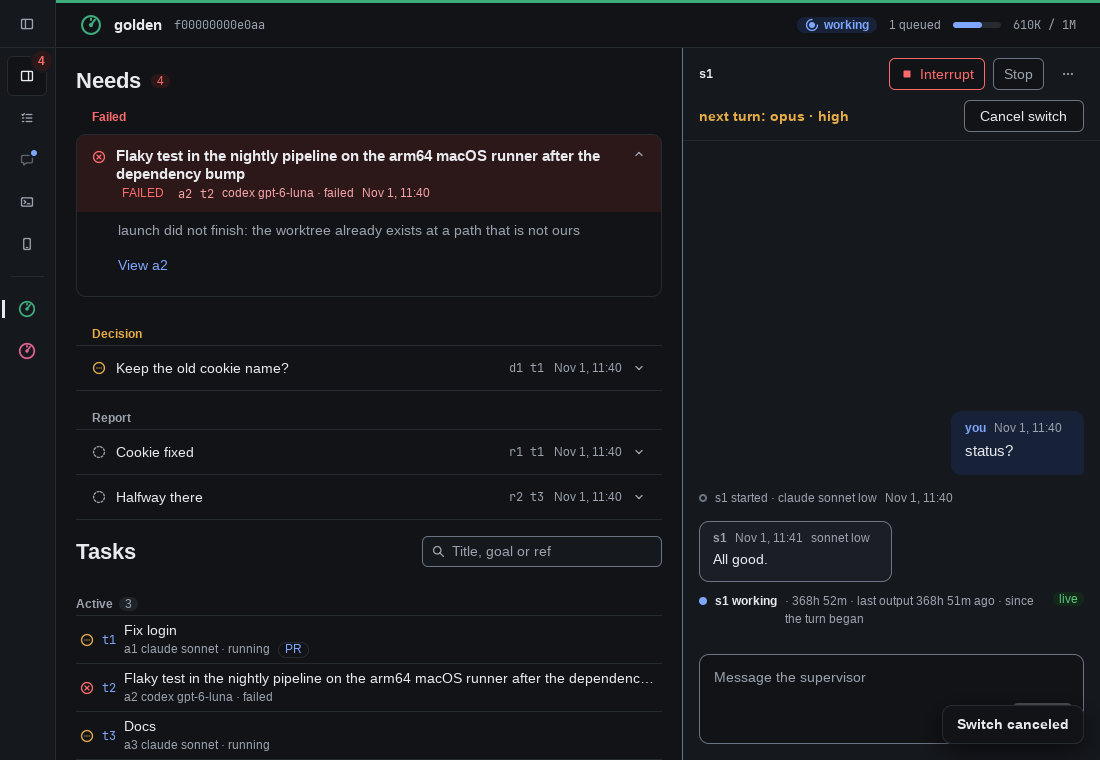 golden f00000000e0aa
working 1 queued 610K / 1M
4
Needs 4
Failed
Flaky test in the nightly pipeline on the arm64 macOS runner after the
dependency bump
FAILED a2 t2 codex gpt-6-luna · failed Nov 1, 11:40
launch did not finish: the worktree already exists at a path that is not ours
View a2
Decision
Keep the old cookie name? d1 t1 Nov 1, 11:40
Report
Cookie fixed r1 t1 Nov 1, 11:40
Halfway there r2 t3 Nov 1, 11:40
Tasks
Title, goal or ref
Active 3
t1 Fix login
a1 claude sonnet · running PR
t2 Flaky test in the nightly pipeline on the arm64 macOS runner after the dependenc…
a2 codex gpt-6-luna · failed
t3 Docs
a3 claude sonnet · running
s1
Interrupt Stop
next turn: opus · high
Cancel switch
you Nov 1, 11:40
status?
s1 started · claude sonnet low Nov 1, 11:40
s1 Nov 1, 11:41 sonnet low
All good.
s1 working · 368h 52m · last output 368h 51m ago · since
the turn began
live
Message the supervisor
Switch canceled